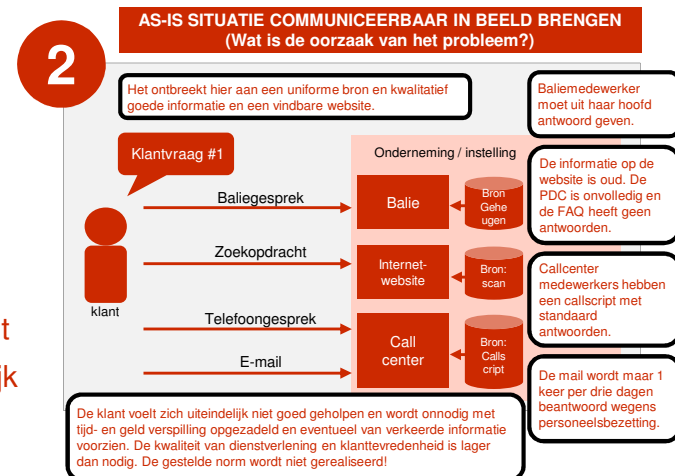 AS-IS SITUATIE COMMUNICEERBAAR IN BEELD BRENGEN
(Wat is de oorzaak van het probleem?)
2
Het ontbreekt hier aan een uniforme bron en kwalitatief
goede informatie en een vindbare website.
Baliemedewerker
moet uit haar hoofd
antwoord geven.
Klantvraag #1
Onderneming / instelling
Baliegesprek
Balie
Bron
Gehe
ugen
De informatie op de
website is oud. De
PDC is onvolledig en
de FAQ heeft geen
antwoorden.
Zoekopdracht
Internet-
website
Bron:
scan
klant
Callcenter
medewerkers hebben
een callscript met
standaard
antwoorden.
Telefoongesprek
E-mail
Call
center
Bron:
Calls
cript
t
jk
De mail wordt maar 1
keer per drie dagen
beantwoord wegens
personeelsbezetting.
De klant voelt zich uiteindelijk niet goed geholpen en wordt onnodig met
tijd- en geld verspilling opgezadeld en eventueel van verkeerde informatie
voorzien. De kwaliteit van dienstverlening en klanttevredenheid is lager
dan nodig. De gestelde norm wordt niet gerealiseerd!